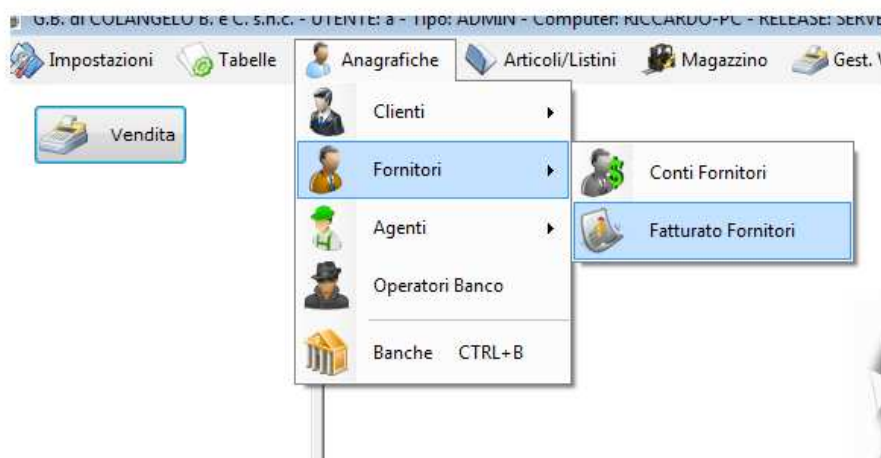 G.B. di COLANGELO B. e C. s.n.c. - UTENTE: a - Tipo: ADMIN - Computer: RICCARDO-PC - RELEASE:
Impostazioni Tabelle Anagrafiche Articoli/Listini Magazzino Gest.
Vendita
Clienti
Fornitori
Conti Fornitori
Fatturato Fornitori
Agenti
Operatori Banco
Banche CTRL+B